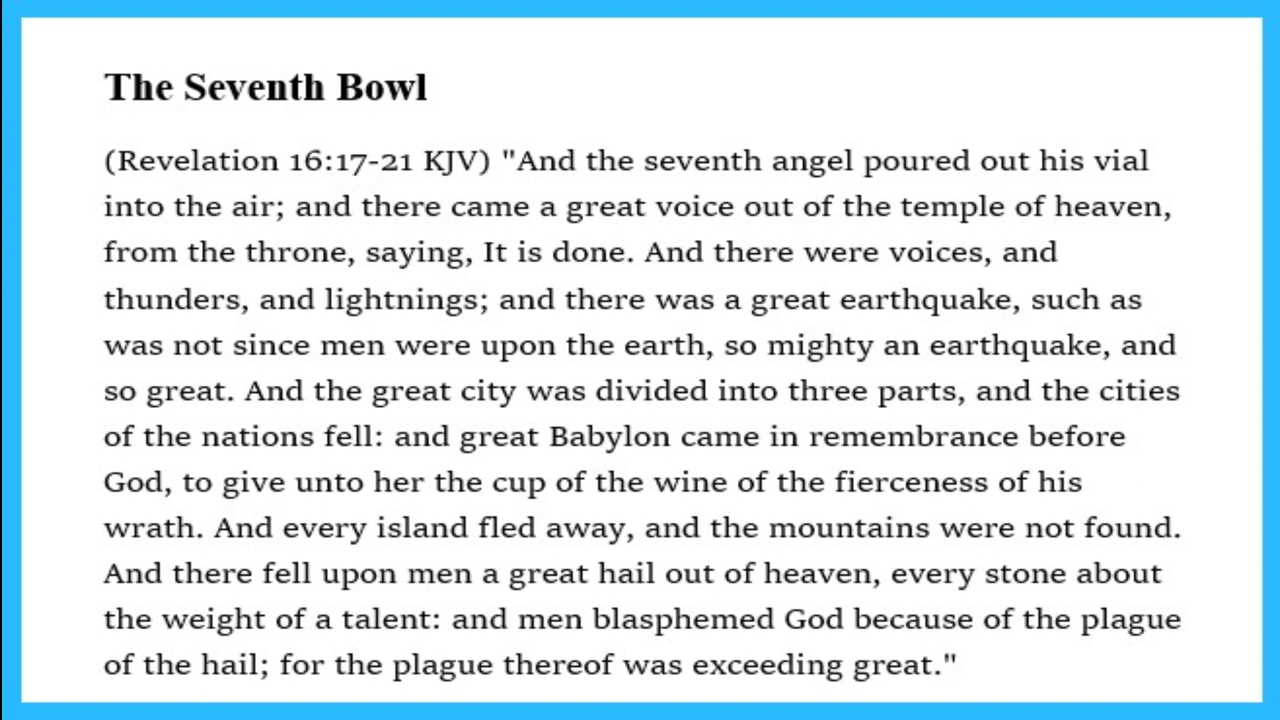 The Seventh Bowl
(Revelation 16:17-21 KJV) "And the seventh angel poured out his vial
into the air; and there came a great voice out of the temple of heaven,
from the throne, saying, It is done. And there were voices, and
thunders, and lightnings; and there was a great earthquake, such as
was not since men were upon the earth, so mighty an earthquake, and
so great. And the great city was divided into three parts, and the cities
of the nations fell: and great Babylon came in remembrance before
God, to give unto her the cup of the wine of the fierceness of his
wrath. And every island fled away, and the mountains were not found.
And there fell upon men a great hail out of heaven, every stone about
the weight of a talent: and men blasphemed God because of the plague
of the hail; for the plague thereof was exceeding great."